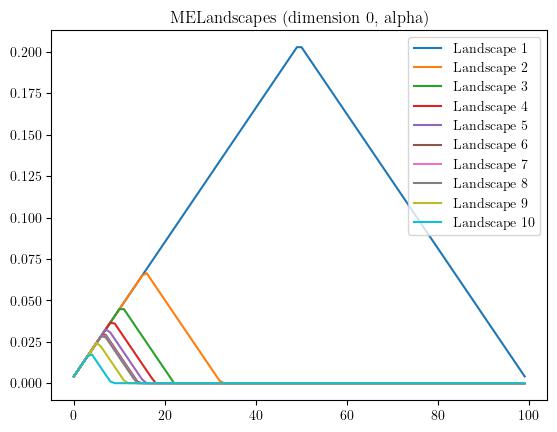 MELandscapes (dimension 0, alpha)
0.200
0.175
0.150
0.125
0.100
0.075
0.050
0.025
0.000
0 20 40 60 80 100
Landscape 1
Landscape 2
Landscape 3
Landscape 4
Landscape 5
Landscape 6
Landscape 7
Landscape 8
Landscape 9
Landscape 10